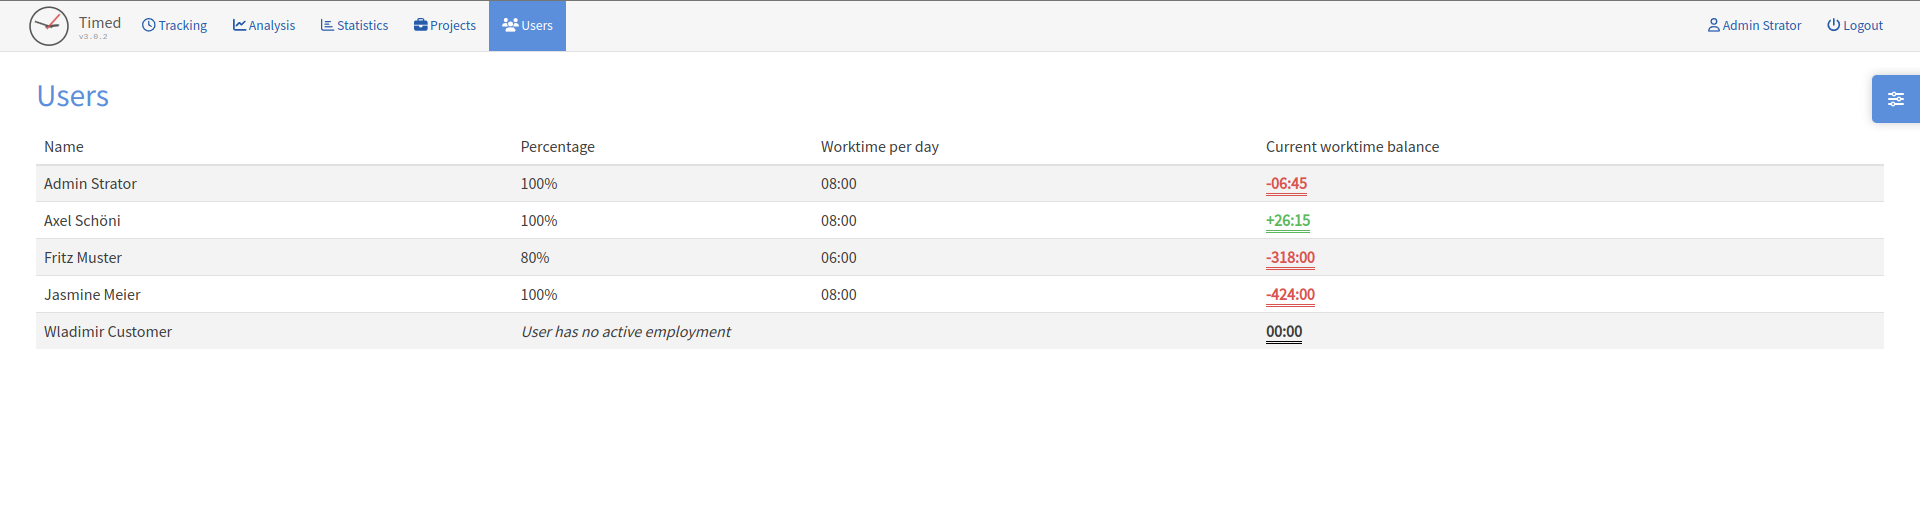 Timed
v3.0.2
Tracking
Analysis
Statistics
Projects
Users
Admin Strator
Logout
Users
Name Percentage Worktime per day Current worktime balance
Admin Strator 100% 08:00 -06:45
Axel Schöni 100% 08:00 +26:15
Fritz Muster 80% 06:00 -318:00
Jasmine Meier 100% 08:00 -424:00
Wladimir Customer User has no active employment 00:00